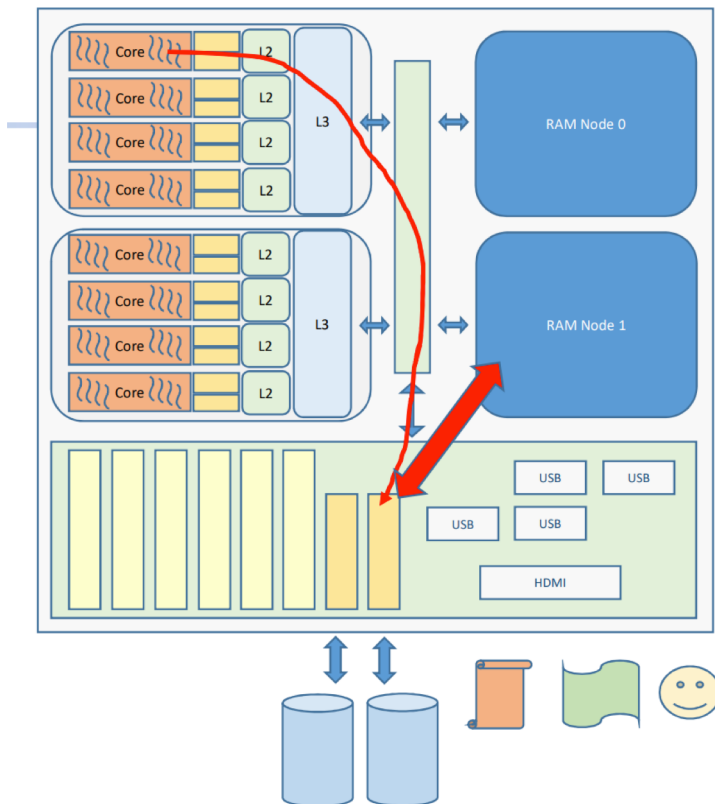 Core
L2
Core
L2
Core
L2
Core
L2
L3
RAM Node 0
Core
L2
Core
L2
Core
L2
Core
L2
L3
RAM Node 1
USB
USB
USB
USB
HDMI